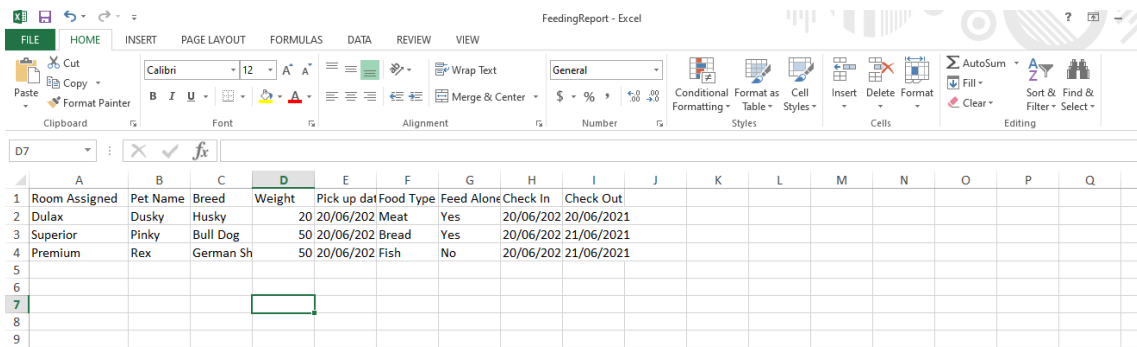 FeedingReport - Excel
FILE HOME INSERT PAGE LAYOUT FORMULAS DATA REVIEW VIEW
Cut
Copy
Format Painter
Paste
Clipboard
Calibri 12
B I U
Font
Wrap Text
Merge & Center
Alignment
General
$ % ,
Number
Conditional Formatting
Format as Table
Cell Styles
Styles
Insert Delete Format
Cells
AutoSum
Fill
Clear
Sort & Filter
Find & Select
Editing
D7 fx
A B C D E F G H I J K L M N O P Q
1 Room Assigned Pet Name Breed Weight Pick up dat Food Type Feed Alone Check In Check Out
2 Dulax Dusky Husky 20 20/06/202 Meat Yes 20/06/202 20/06/2021
3 Superior Pinky Bull Dog 50 20/06/202 Bread Yes 20/06/202 21/06/2021
4 Premium Rex German Sh 50 20/06/202 Fish No 20/06/202 21/06/2021
5
6
7
8
9